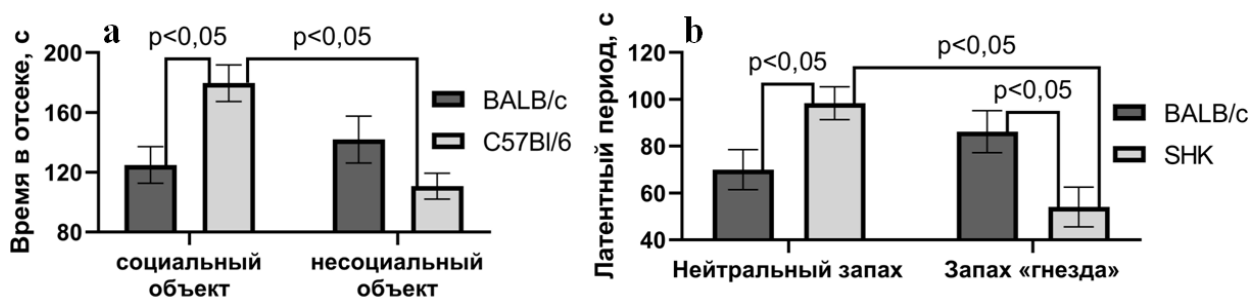 a
Время в отсеке, с
200
160
120
80
p<0,05
p<0,05
BALB/c
C57Bl/6
социальный
объект
несоциальный
объект
b
Латентный период, с
120
100
80
60
40
p<0,05
p<0,05
p<0,05
BALB/c
SHK
Нейтральный запах
Запах «гнезда»